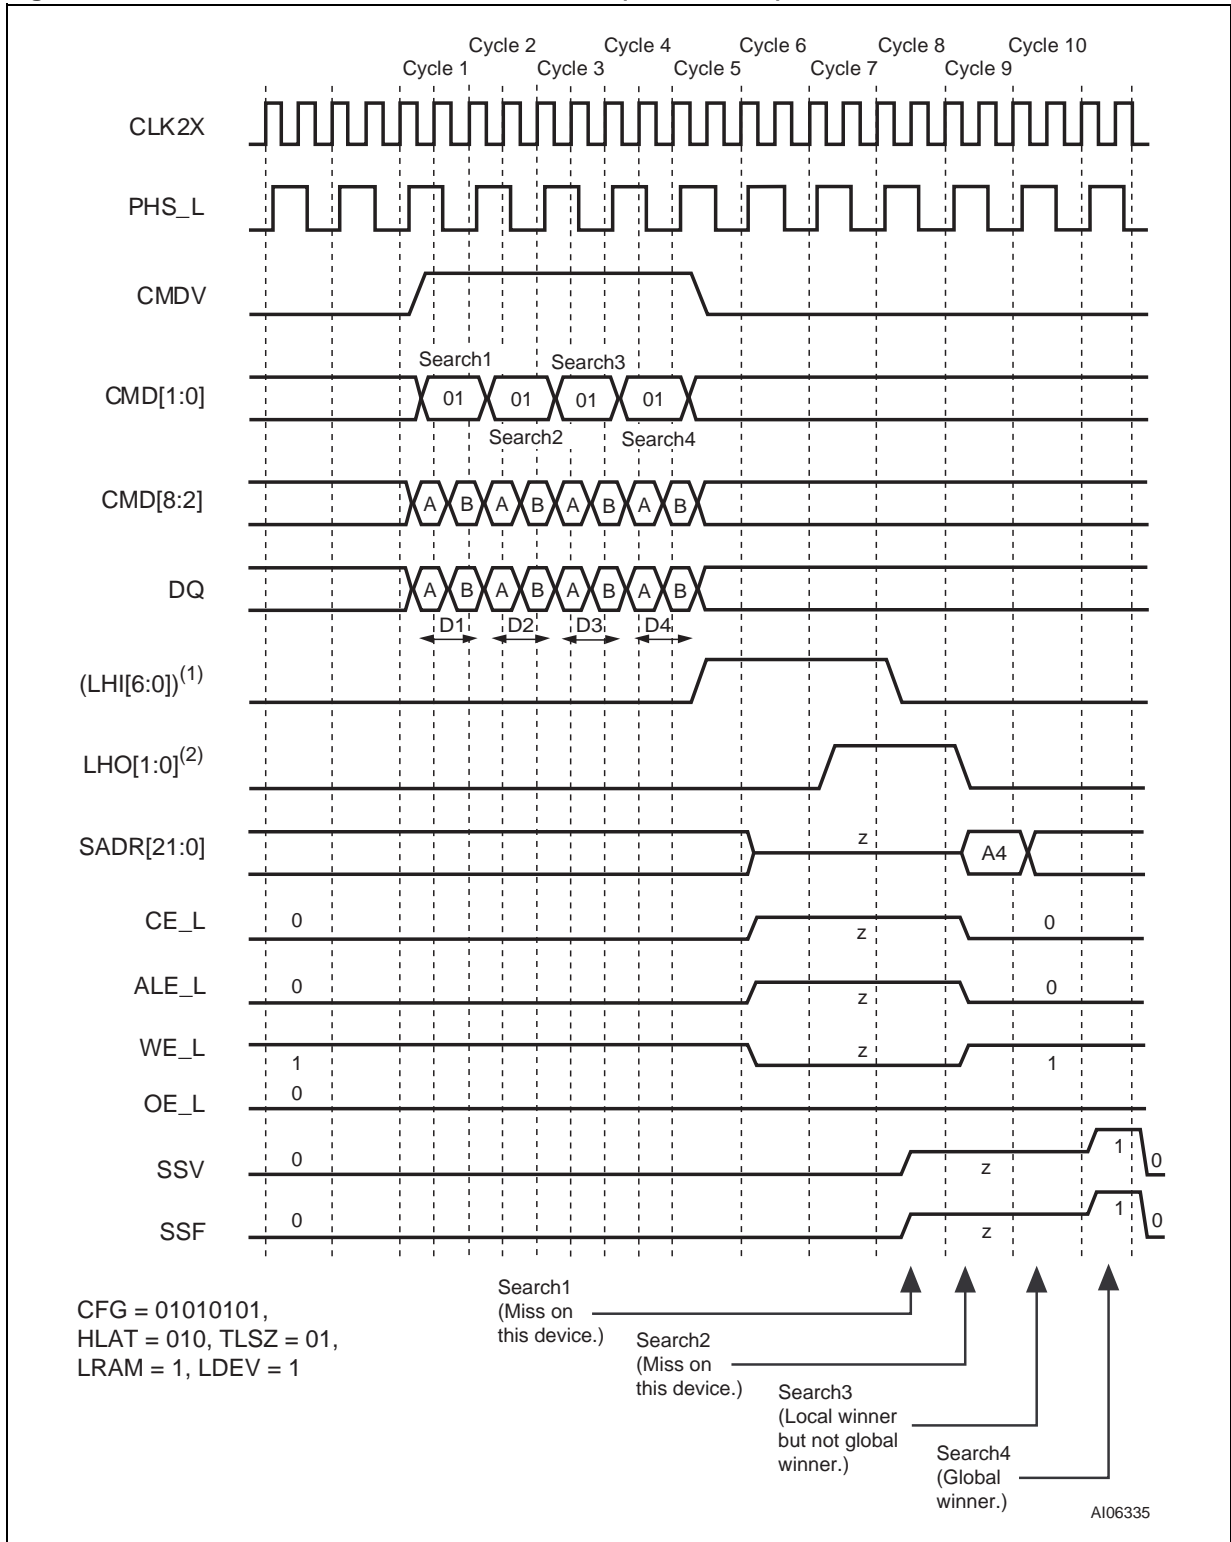 Cycle 2 Cycle 4 Cycle 6 Cycle 8 Cycle 10
Cycle 1 Cycle 3 Cycle 5 Cycle 7 Cycle 9
CLK2X
PHS_L
CMDV
Search1 Search3
CMD[1:0] 01 01 01 01
Search2 Search4
CMD[8:2] A B A B A B A B
DQ A B A B A B A B
D1 D2 D3 D4
(LHI[6:0])(1)
LHO[1:0](2)
SADR[21:0] z A4
CE_L 0 z 0
ALE_L 0 z 0
WE_L 1 z 1
OE_L 0
SSV 0 z 1 0
SSF 0 z 1 0
CFG = 01010101,
HLAT = 010, TLSZ = 01,
LRAM = 1, LDEV = 1
Search1
(Miss on
this device.)
Search2
(Miss on
this device.)
Search3
(Local winner
but not global
winner.)
Search4
(Global
winner.)
AI06335